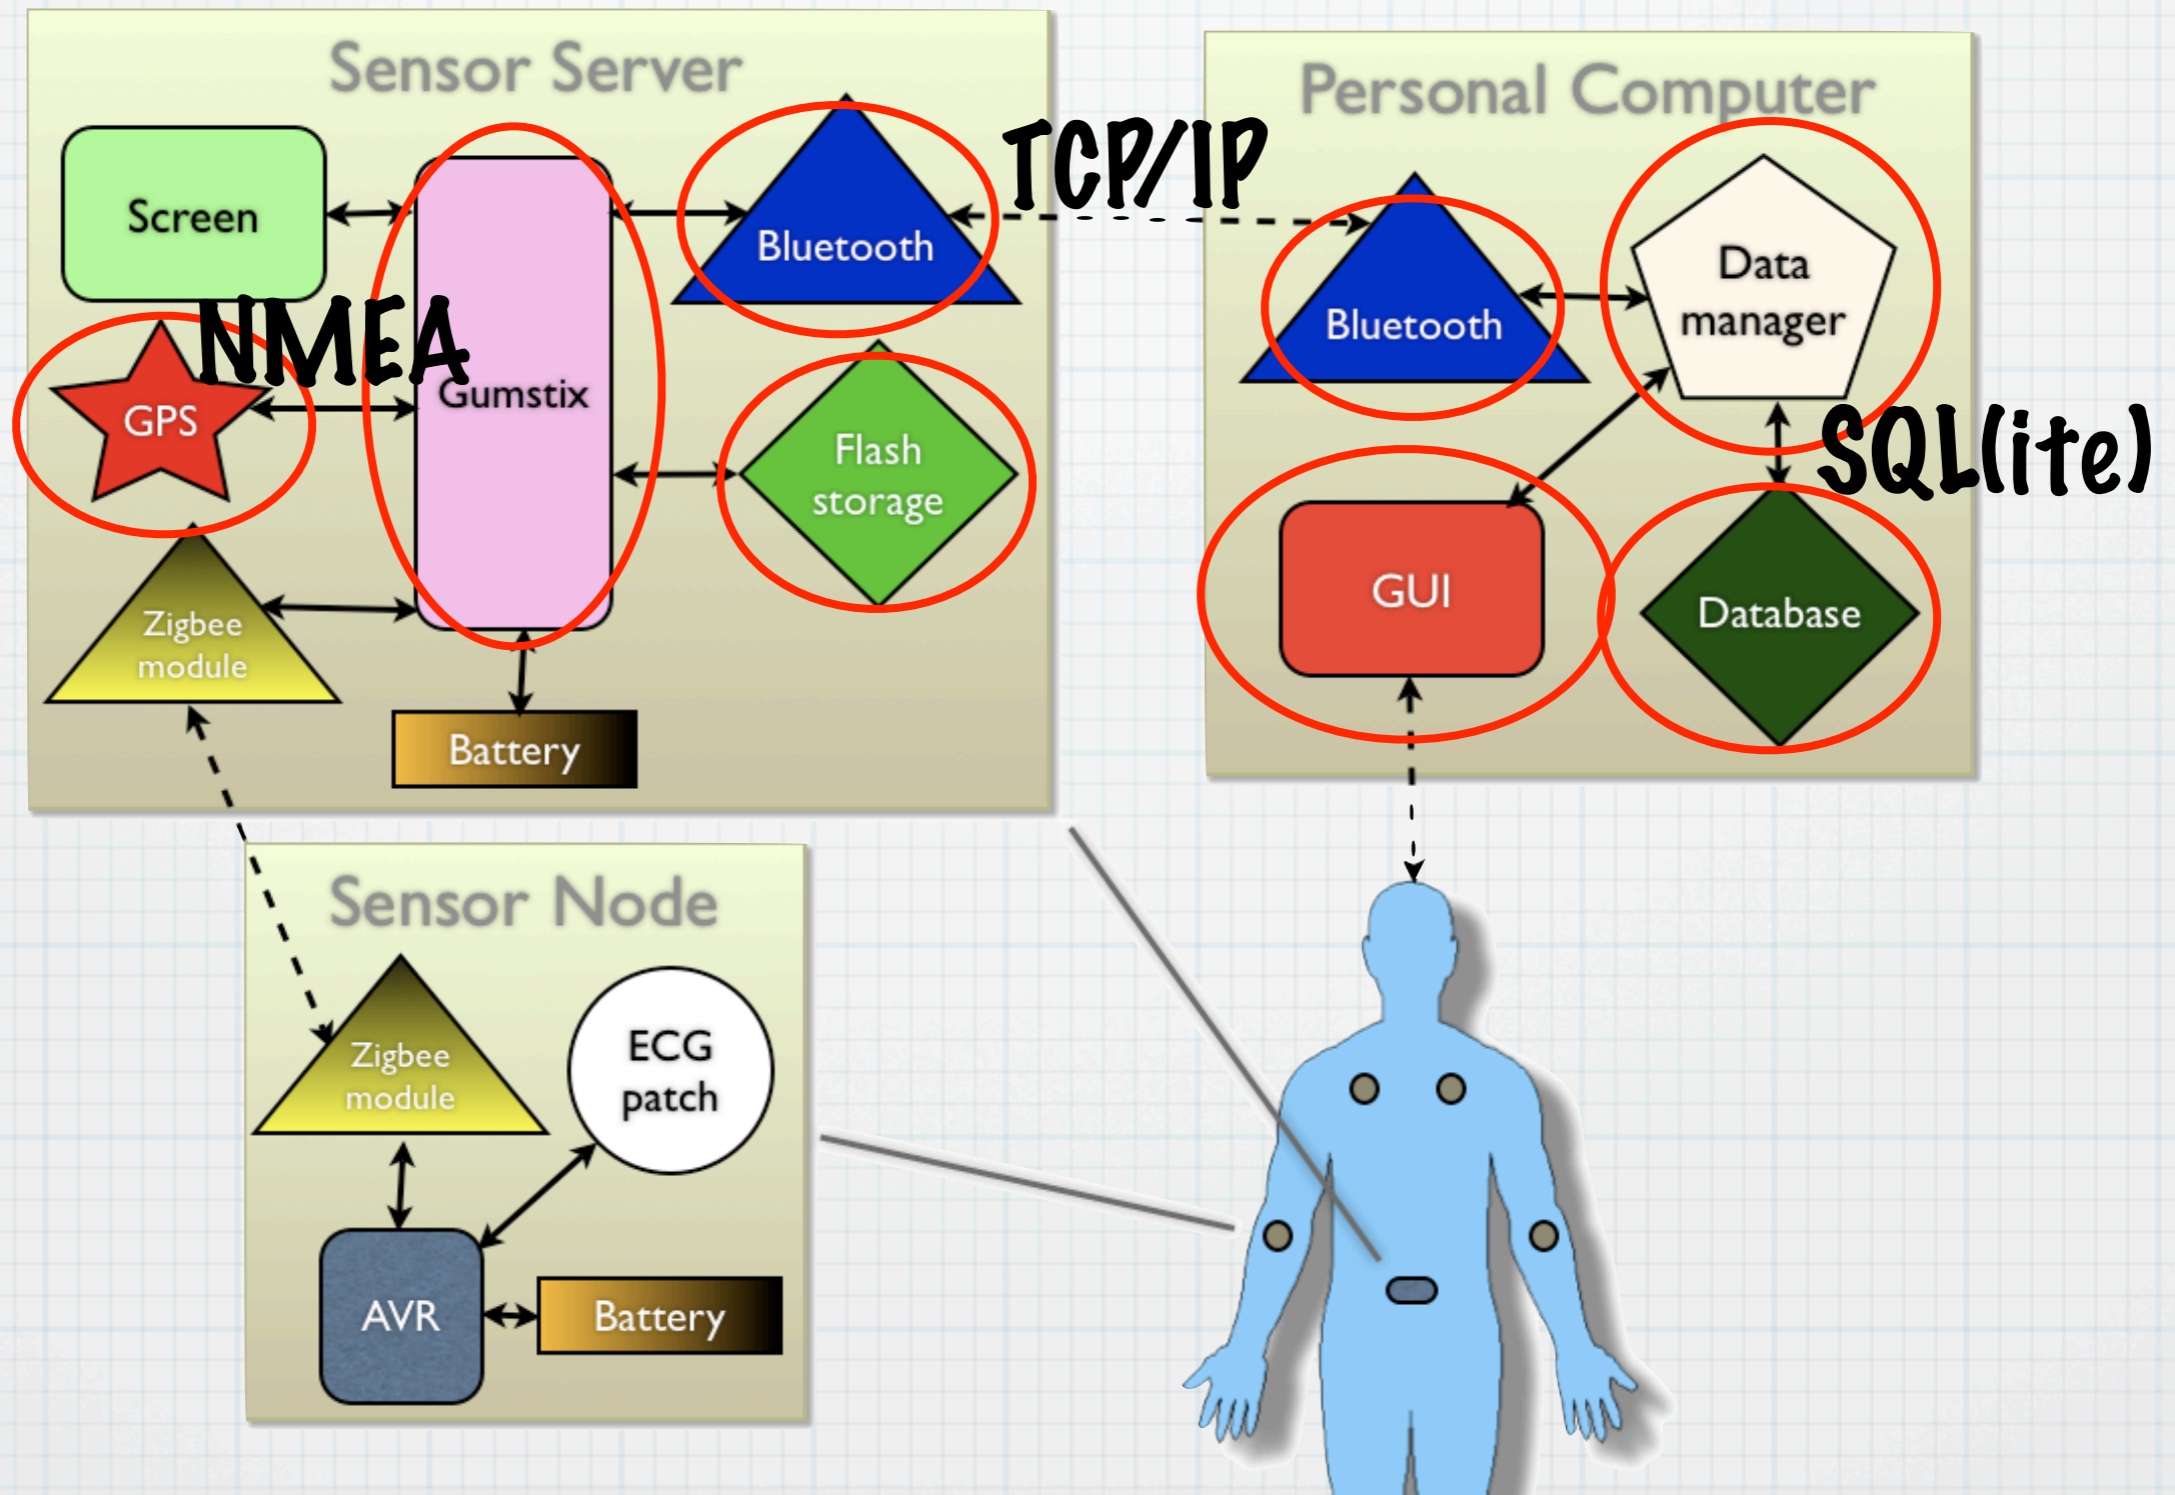 Sensor Server
Personal Computer
TCP/IP
Screen
Bluetooth
Data
manager
Bluetooth
NMEA
GPS
Gumstix
Flash
storage
SQL(ite)
GUI
Database
Zigbee
module
Battery
Sensor Node
Zigbee
module
ECG
patch
AVR
Battery